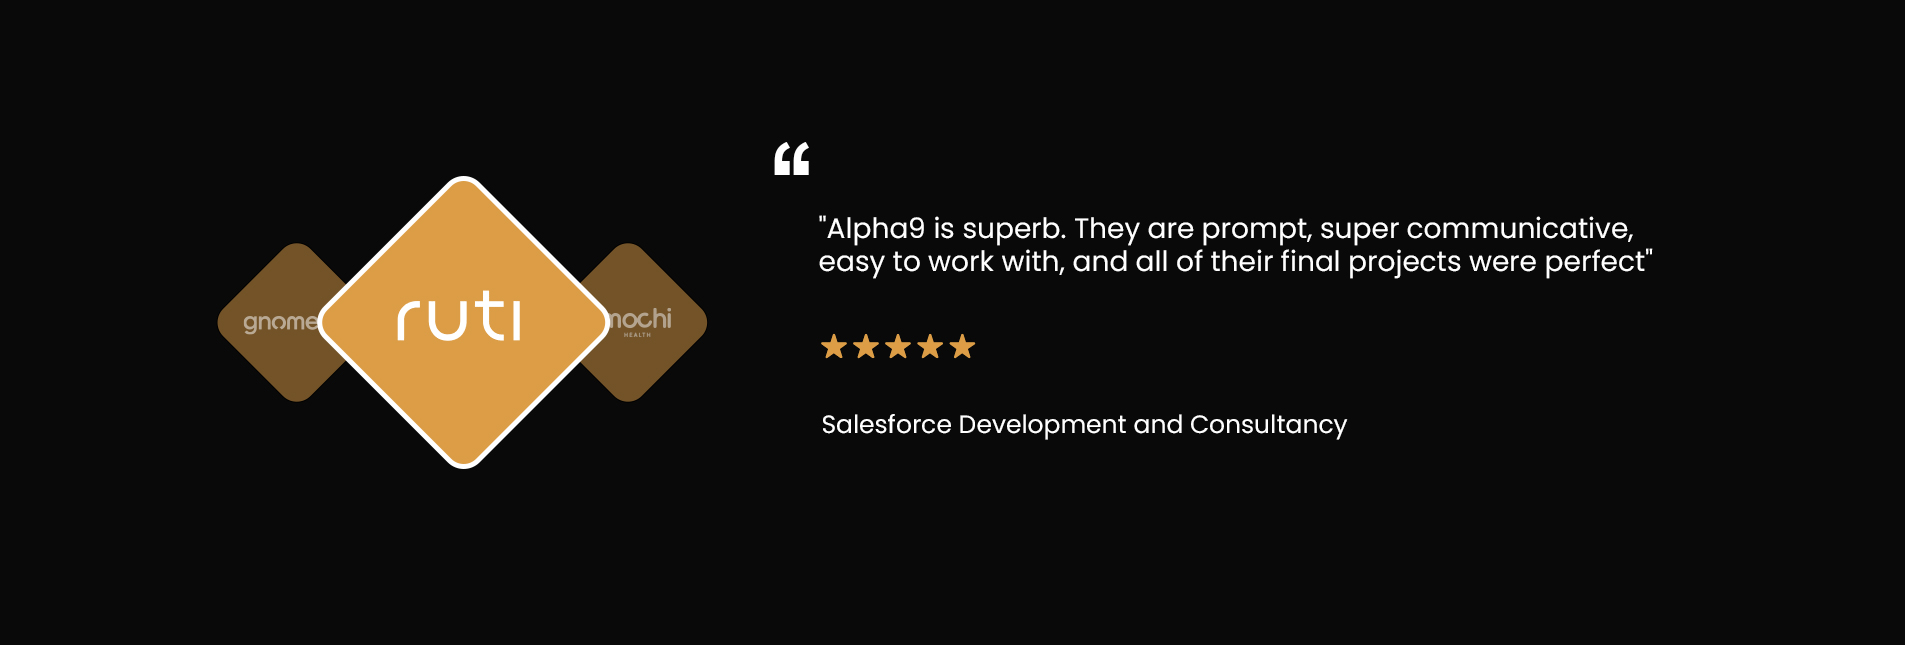 gnome
ruti
mochi
HEALTH
“
"Alpha9 is superb. They are prompt, super communicative,
easy to work with, and all of their final projects were perfect"
Salesforce Development and Consultancy